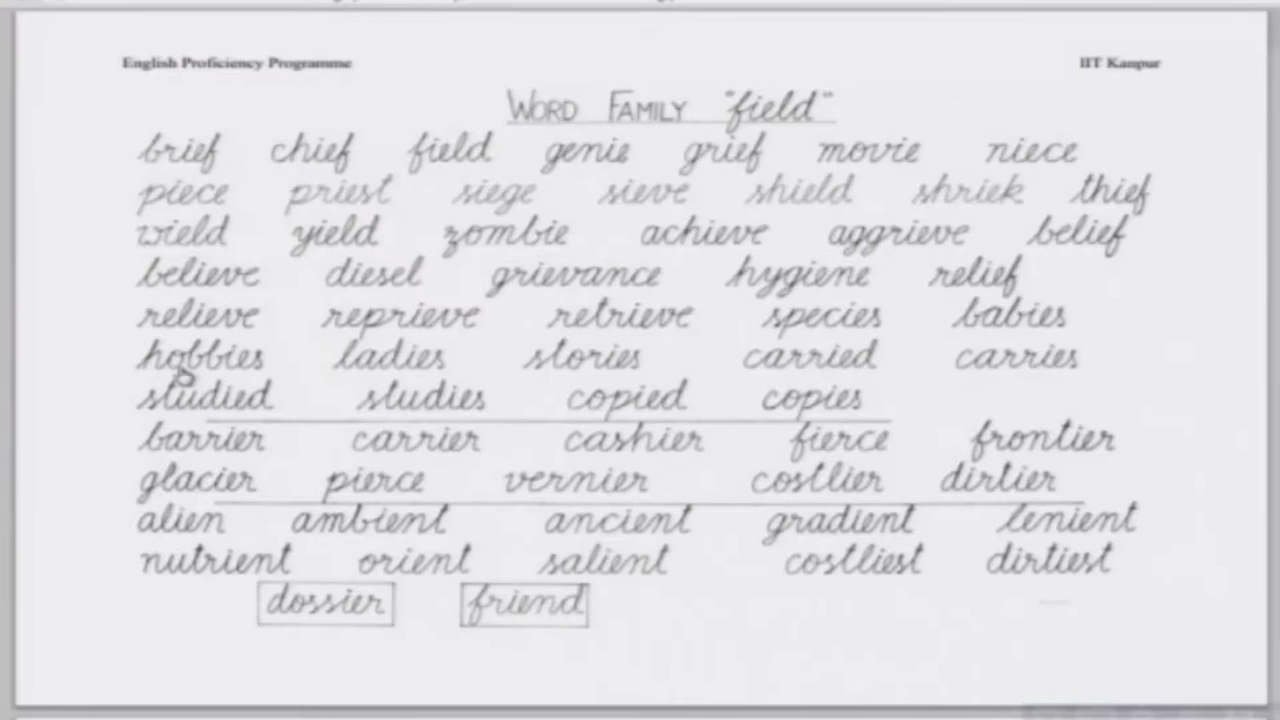 English Proficiency Programme IIT Kanpur
WORD FAMILY "field"
brief chief field genie grief movie niece
piece priest siege sieve shield shriek thief
wield yield zombie achieve aggrieve belief
believe diesel grievance hygiene relief
relieve reprieve retrieve species babies
hobbies ladies stories carried carries
studied studies copied copies
barrier carrier cashier fierce frontier
glacier pierce vernier costlier dirtier
alien ambient ancient gradient lenient
nutrient orient salient costliest dirtiest
dossier friend